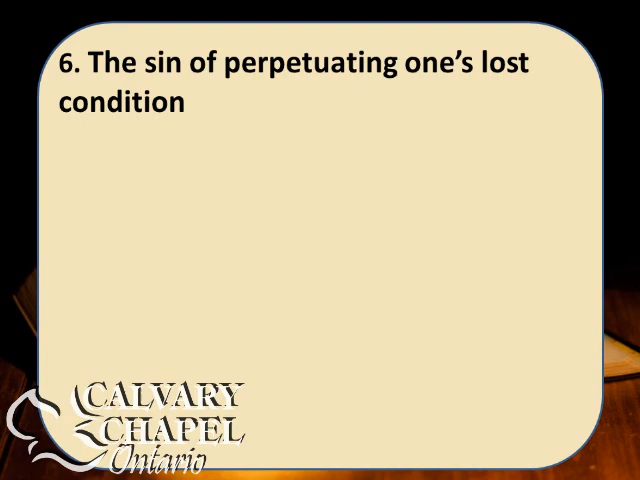 6. The sin of perpetuating one’s lost
condition
CALVARY
CHAPEL
Ontario